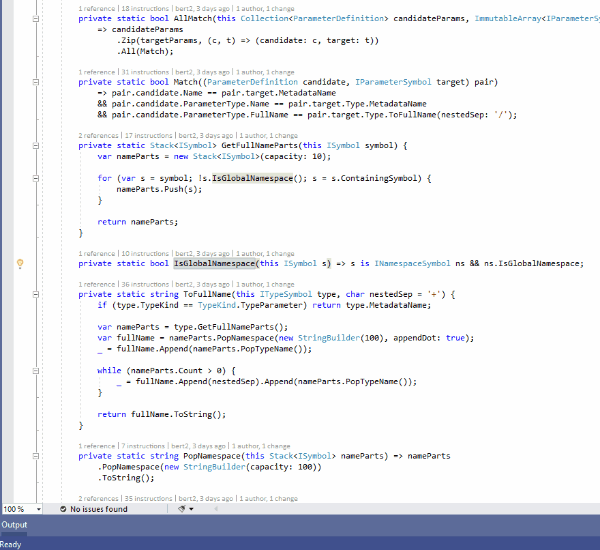 1 reference | 18 instructions | bert2, 3 days ago | 1 author, 1 change
private static bool AllMatch(this Collection<ParameterDefinition> candidateParams, ImmutableArray<IParameterSy
=> candidateParams
.Zip(targetParams, (c, t) => (candidate: c, target: t))
.All(Match);
1 reference | 31 instructions | bert2, 3 days ago | 1 author, 1 change
private static bool Match((ParameterDefinition candidate, IParameterSymbol target) pair)
=> pair.candidate.Name == pair.target.MetadataName
&& pair.candidate.ParameterType.Name == pair.target.Type.MetadataName
&& pair.candidate.ParameterType.FullName == pair.target.Type.ToFullName(nestedSep: '/');
2 references | 17 instructions | bert2, 3 days ago | 1 author, 1 change
private static Stack<ISymbol> GetFullNameParts(this ISymbol symbol) {
var nameParts = new Stack<ISymbol>(capacity: 10);
for (var s = symbol; !s.IsGlobalNamespace(); s = s.ContainingSymbol) {
nameParts.Push(s);
}
return nameParts;
}
1 reference | 10 instructions | bert2, 3 days ago | 1 author, 1 change
private static bool IsGlobalNamespace(this ISymbol s) => s is INamespaceSymbol ns && ns.IsGlobalNamespace;
1 reference | 36 instructions | bert2, 3 days ago | 1 author, 1 change
private static string ToFullName(this ITypeSymbol type, char nestedSep = '+') {
if (type.TypeKind == TypeKind.TypeParameter) return type.MetadataName;
var nameParts = type.GetFullNameParts();
var fullName = nameParts.PopNamespace(new StringBuilder(100), appendDot: true);
_ = fullName.Append(nameParts.PopTypeName());
while (nameParts.Count > 0) {
_ = fullName.Append(nestedSep).Append(nameParts.PopTypeName());
}
return fullName.ToString();
}
1 reference | 7 instructions | bert2, 3 days ago | 1 author, 1 change
private static string PopNamespace(this Stack<ISymbol> nameParts) => nameParts
.PopNamespace(new StringBuilder(capacity: 100))
.ToString();
2 references | 35 instructions | bert2, 3 days ago | 1 author, 1 change
100 %
No issues found
Output
Ready